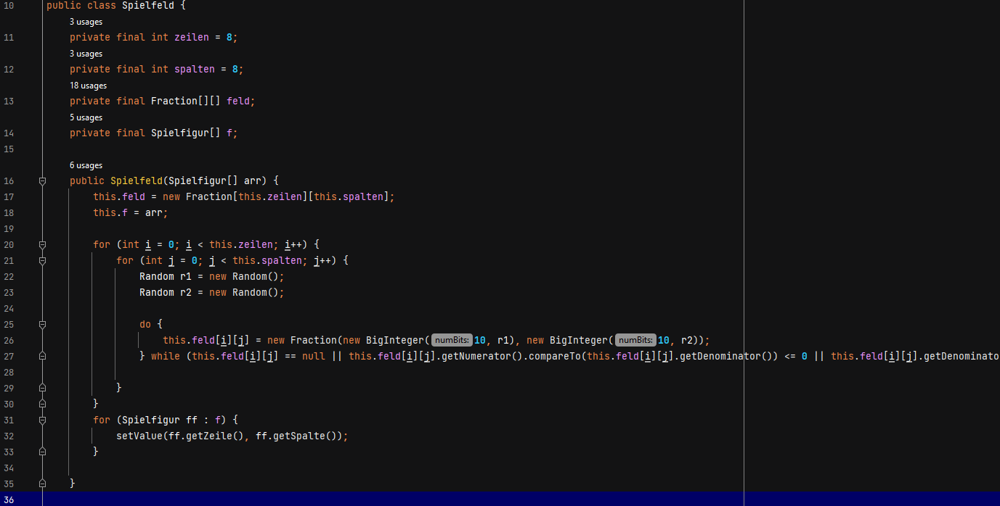 10 public class Spielfeld {
3 usages
11 private final int zeilen = 8;
3 usages
12 private final int spalten = 8;
18 usages
13 private final Fraction[][] feld;
5 usages
14 private final Spielfigur[] f;
15
6 usages
16 public Spielfeld(Spielfigur[] arr) {
17 this.feld = new Fraction[this.zeilen][this.spalten];
18 this.f = arr;
19
20 for (int i = 0; i < this.zeilen; i++) {
21 for (int j = 0; j < this.spalten; j++) {
22 Random r1 = new Random();
23 Random r2 = new Random();
24
25 do {
26 this.feld[i][j] = new Fraction(new BigInteger( numBits: 10, r1), new BigInteger( numBits: 10, r2));
27 } while (this.feld[i][j] == null || this.feld[i][j].getNumerator().compareTo(this.feld[i][j].getDenominator()) <= 0 || this.feld[i][j].getDenominato
28
29 }
30 }
31 for (Spielfigur ff : f) {
32 setValue(ff.getZeile(), ff.getSpalte());
33 }
34
35 }
36